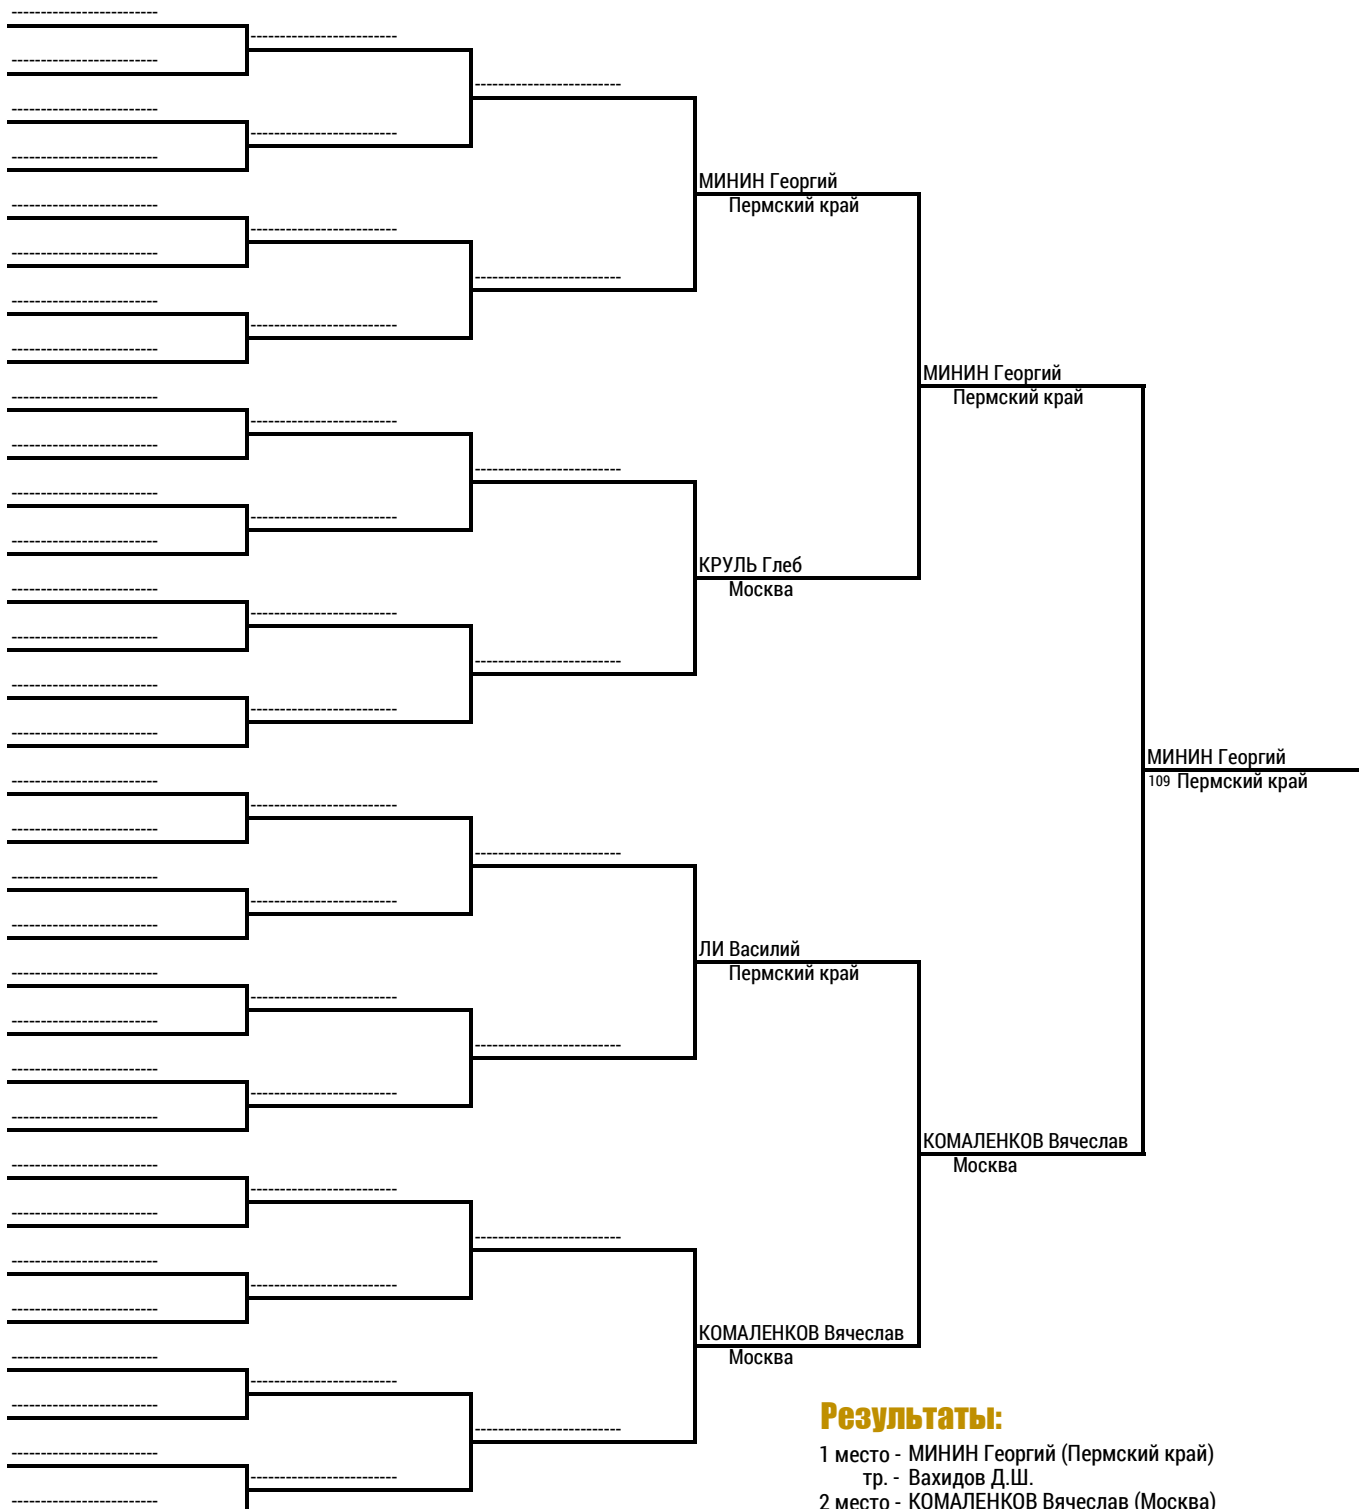 МИНИН Георгий
Пермский край
МИНИН Георгий
Пермский край
КРУЛЬ Глеб
Москва
МИНИН Георгий
109 Пермский край
ЛИ Василий
Пермский край
КОМАЛЕНКОВ Вячеслав
Москва
КОМАЛЕНКОВ Вячеслав
Москва
Результаты:
1 место - МИНИН Георгий (Пермский край)
тр. - Вахидов Д.Ш.
2 место - КОМАЛЕНКОВ Вячеслав (Москва)